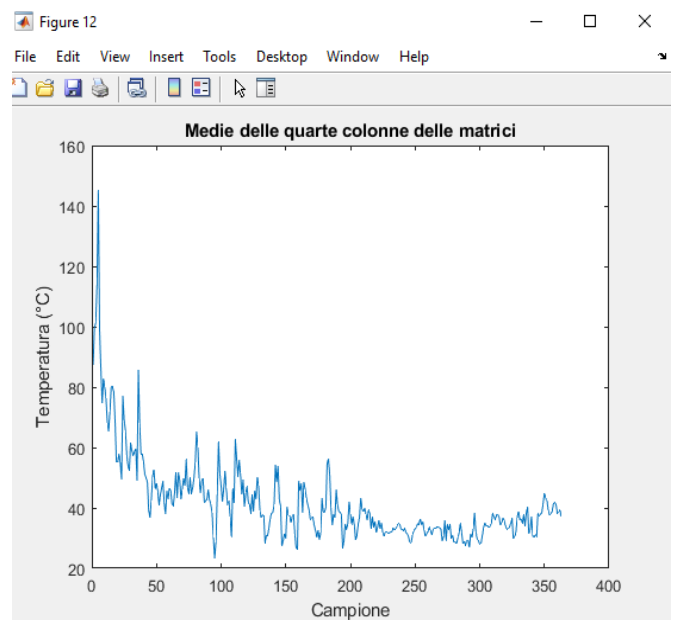 Figure 12
File Edit View Insert Tools Desktop Window Help
Medie delle quarte colonne delle matrici
160
140
120
100
80
60
40
20
Temperatura (°C)
0 50 100 150 200 250 300 350 400
Campione